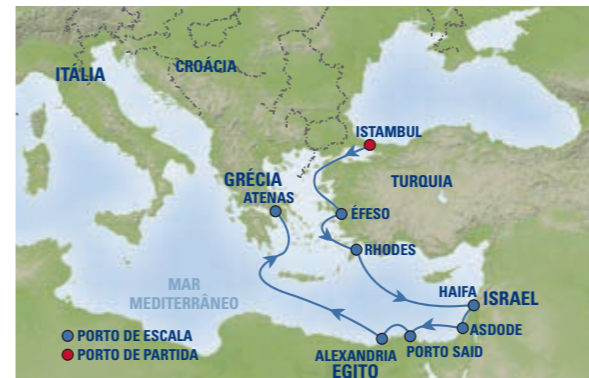 ITÁLIA
CROÁCIA
ISTAMBUL
GRÉCIA
ATENAS
TURQUIA
ÉFESO
RHODES
MAR
MEDITERRÂNEO
HAIFA
ISRAEL
ASDODE
PORTO SAID
ALEXANDRIA
EGITO
PORTO DE ESCALA
PORTO DE PARTIDA